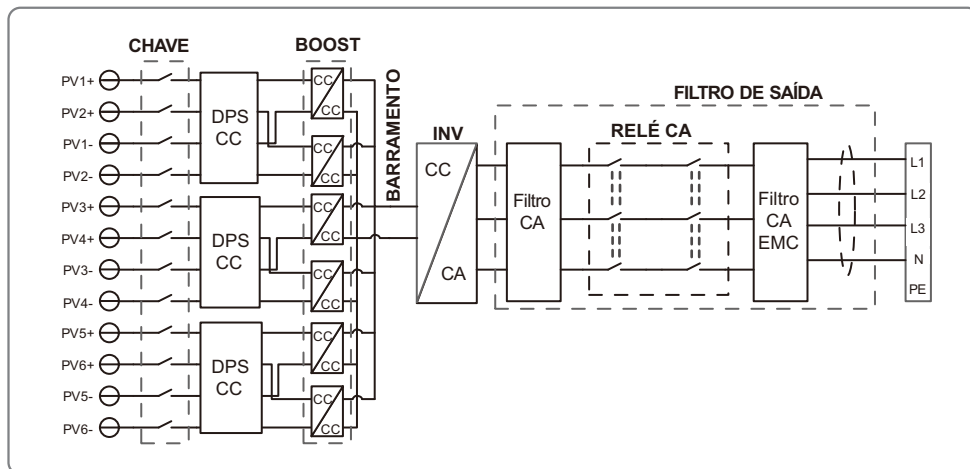 CHAVE
BOOST
BARRAMENTO
INV
FILTRO DE SAÍDA
RELÉ CA
PV1+
PV2+
PV1-
PV2-
PV3+
PV4+
PV3-
PV4-
PV5+
PV6+
PV5-
PV6-
DPS
CC
DPS
CC
DPS
CC
CC
CC
CC
CC
CC
CC
CC
CC
CC
CC
CC
CC
CC
CA
Filtro
CA
Filtro
CA
EMC
L1
L2
L3
N
PE